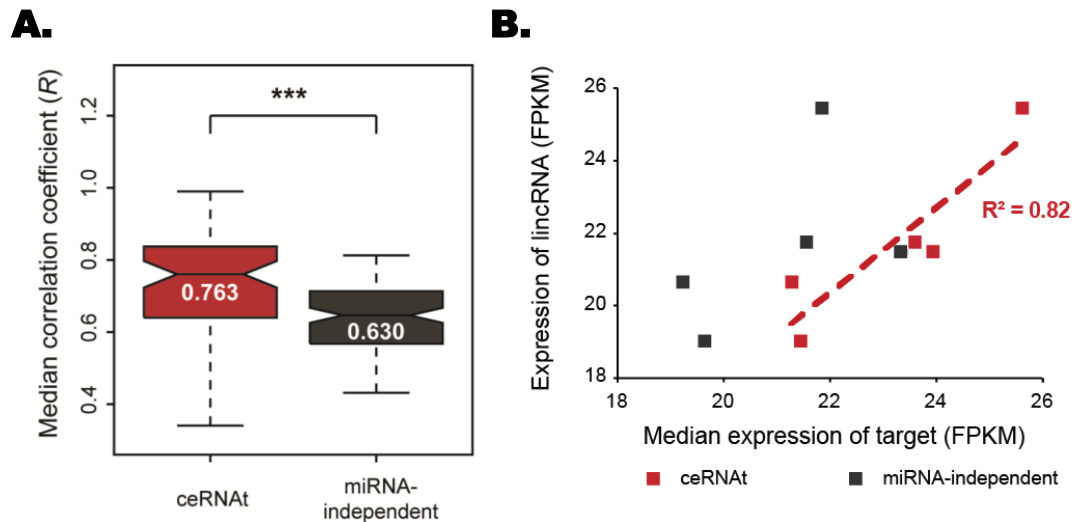 A.
Median correlation coefficient (R)
1.2
1.0
0.8
0.6
0.4
***
0.763
0.630
ceRNAt
miRNA-
independent
B.
Expression of lincRNA (FPKM)
26
24
22
20
18
R² = 0.82
18 20 22 24 26
Median expression of target (FPKM)
ceRNAt miRNA-independent